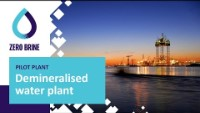 ZERO BRINE
PILOT PLANT
Demineralised
water plant